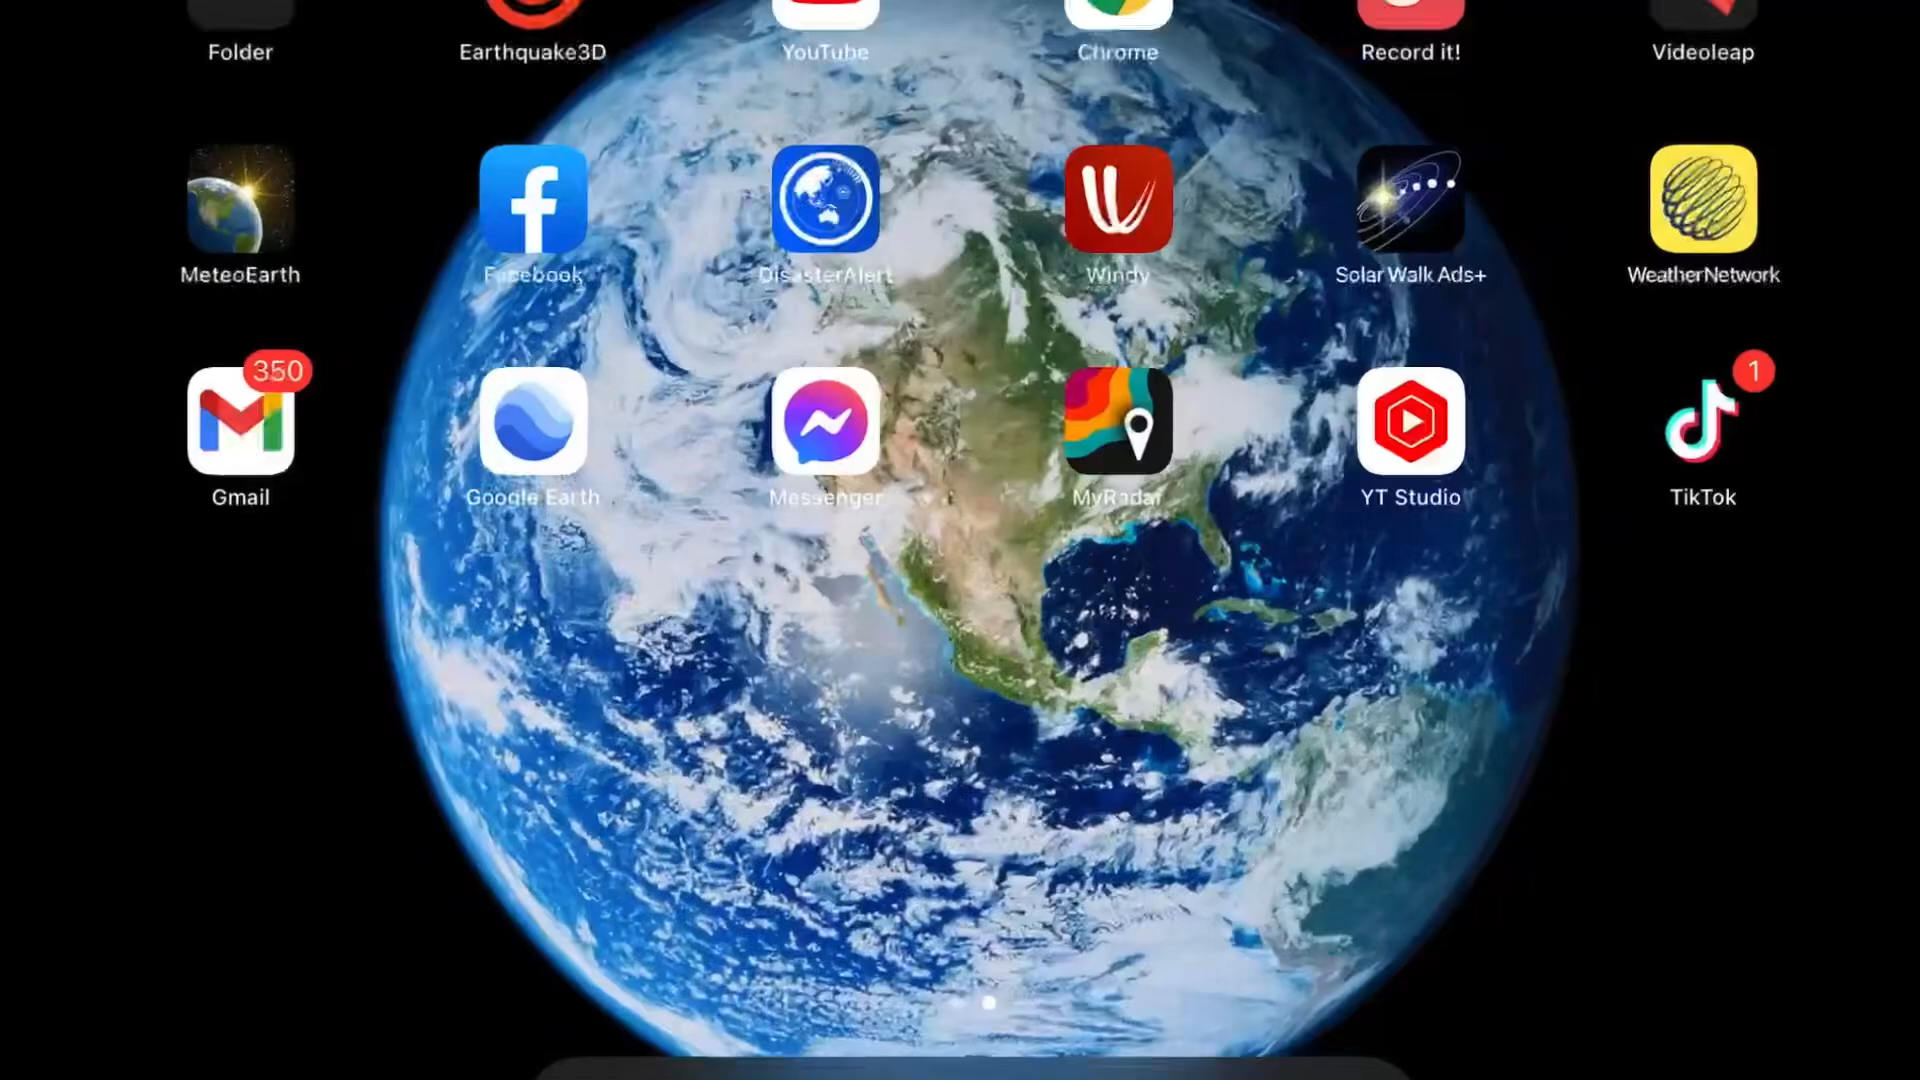 Folder
Earthquake3D
YouTube
Chrome
Record it!
Videoleap
MeteoEarth
Facebook
DisasterAlert
Windy
Solar Walk Ads+
WeatherNetwork
350
1
Gmail
Google Earth
Messenger
MyRadar
YT Studio
TikTok